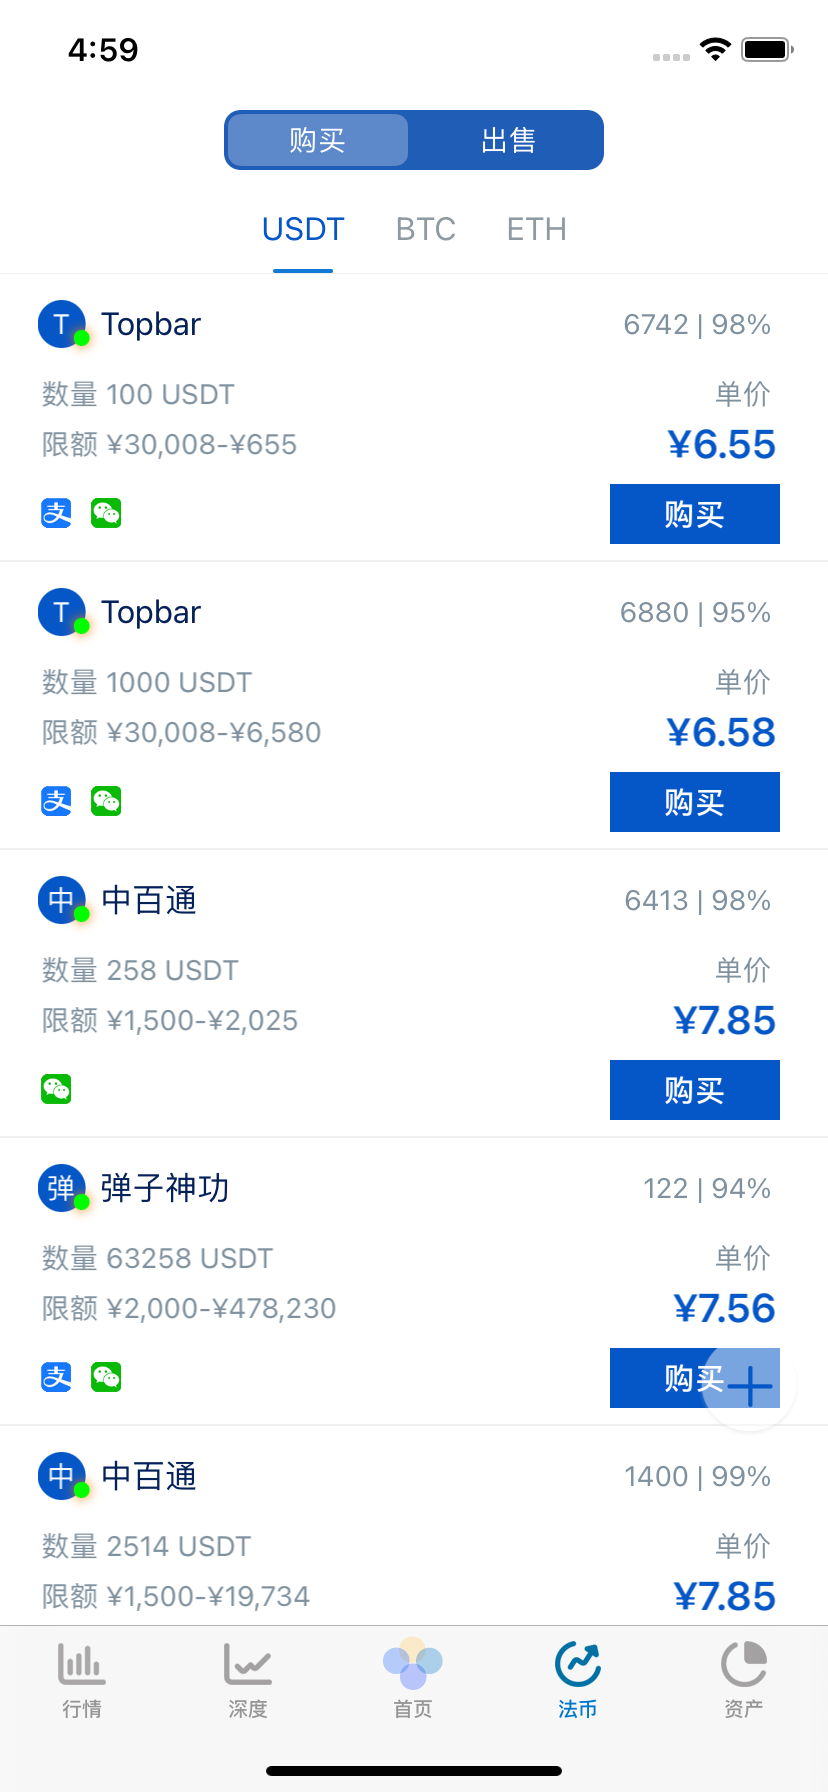 4:59
购买 出售
USDT BTC ETH
T Topbar 6742 | 98%
数量 100 USDT 单价
限额 ¥30,008-¥655 ¥6.55
支 购买
T Topbar 6880 | 95%
数量 1000 USDT 单价
限额 ¥30,008-¥6,580 ¥6.58
支 购买
中 中百通 6413 | 98%
数量 258 USDT 单价
限额 ¥1,500-¥2,025 ¥7.85
购买
弹 弹子神功 122 | 94%
数量 63258 USDT 单价
限额 ¥2,000-¥478,230 ¥7.56
支 购买
中 中百通 1400 | 99%
数量 2514 USDT 单价
限额 ¥1,500-¥19,734 ¥7.85
行情 深度 首页 法币 资产